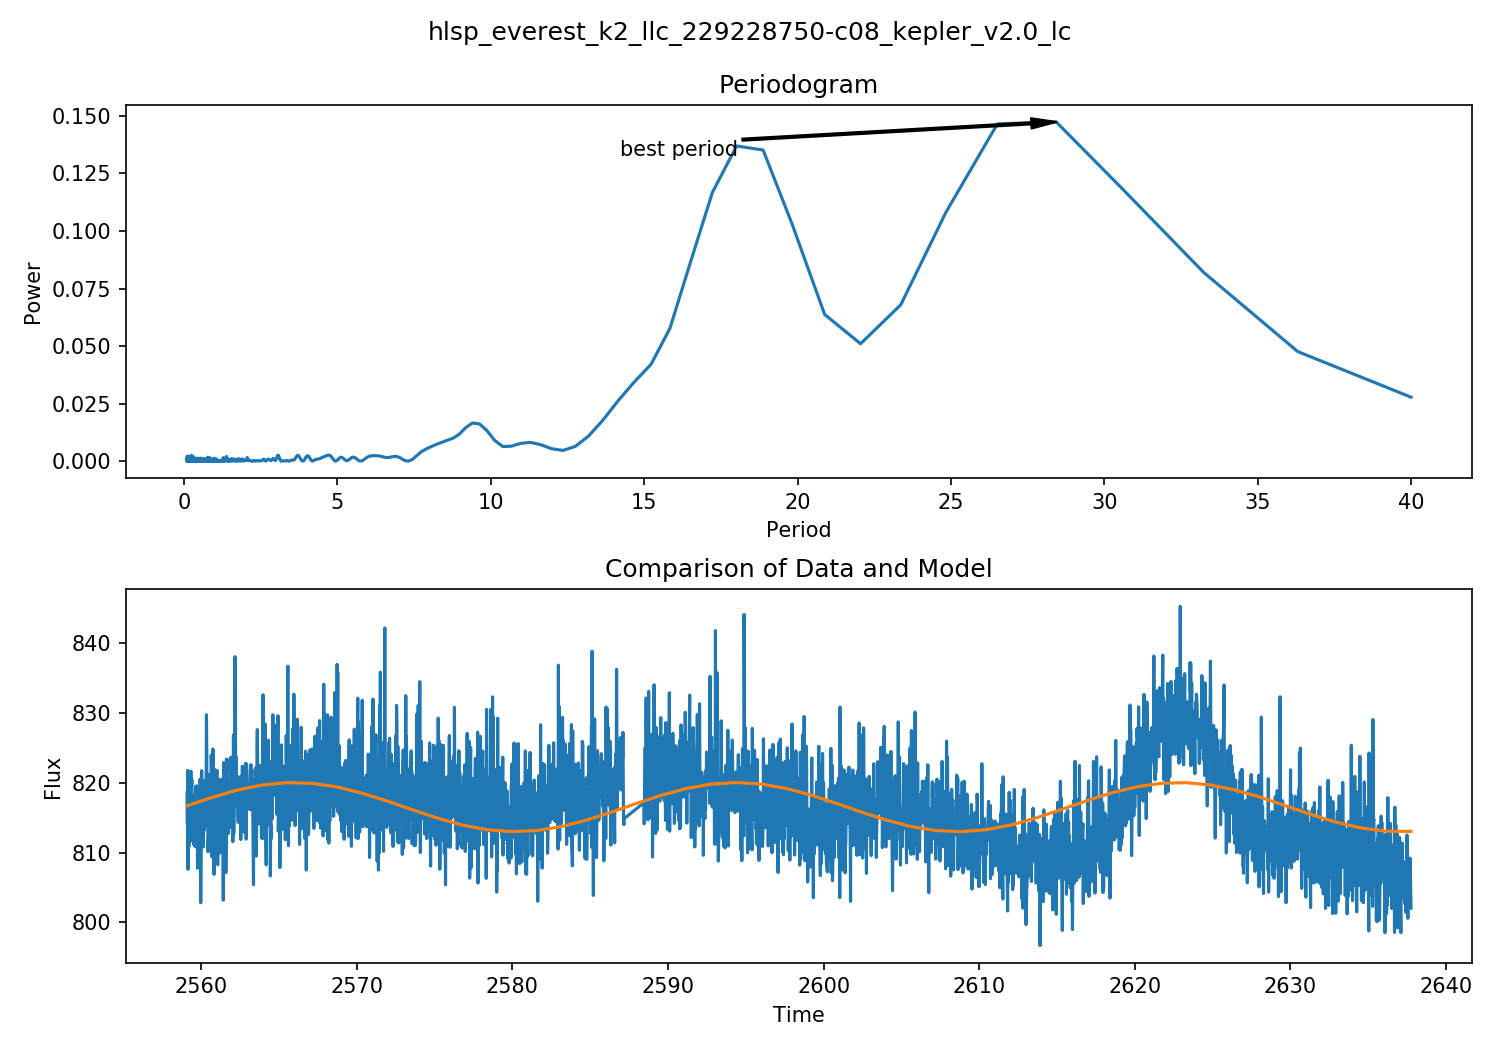 hlsp_everest_k2_llc_229228750-c08_kepler_v2.0_lc
Periodogram
0.150
0.125
0.100
0.075
0.050
0.025
0.000
Power
best period
0 5 10 15 20 25 30 35 40
Period
Comparison of Data and Model
840
830
820
810
800
Flux
2560 2570 2580 2590 2600 2610 2620 2630 2640
Time